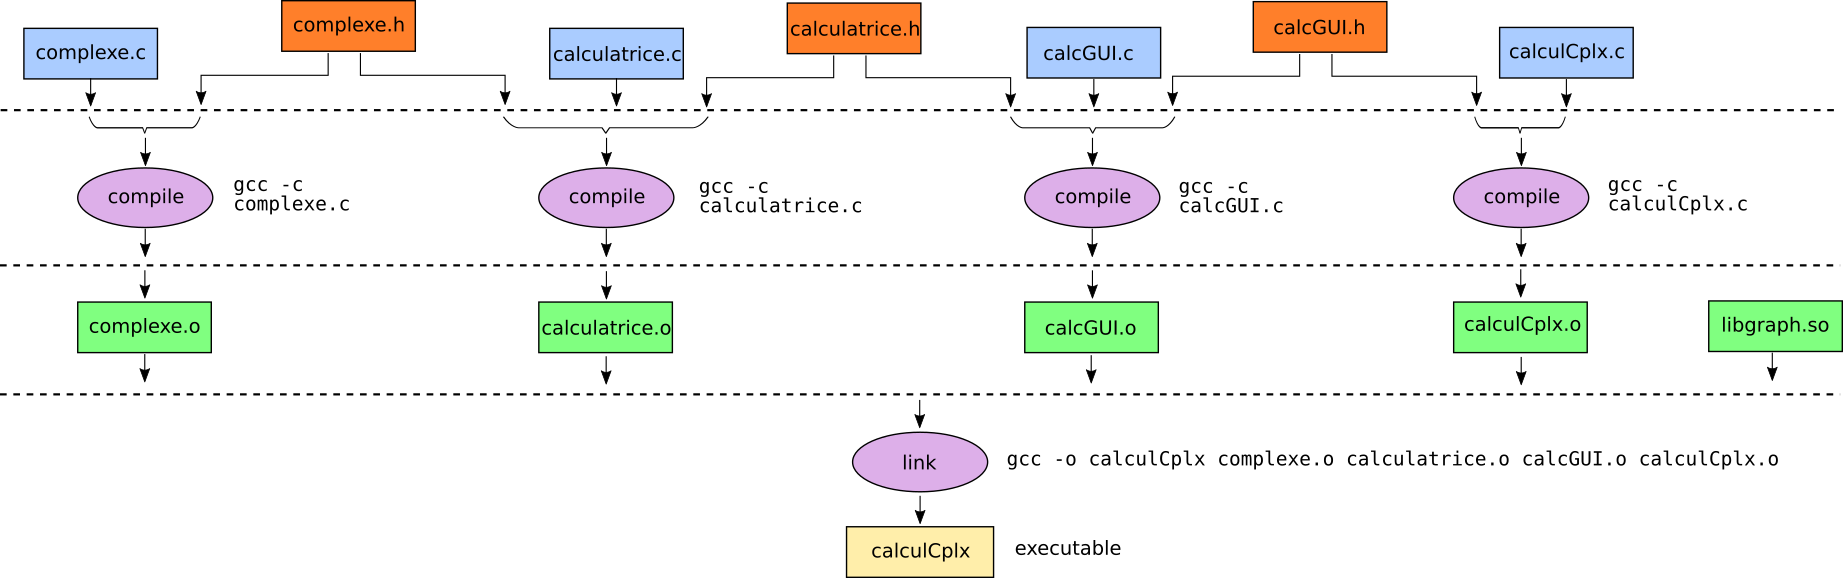 complexe.c
complexe.h
calculatrice.c
calculatrice.h
calcGUI.c
calcGUI.h
calculCplx.c
compile
gcc -c
complexe.c
compile
gcc -c
calculatrice.c
compile
gcc -c
calcGUI.c
compile
gcc -c
calculCplx.c
complexe.o
calculatrice.o
calcGUI.o
calculCplx.o
libgraph.so
link
gcc -o calculCplx complexe.o calculatrice.o calcGUI.o calculCplx.o
calculCplx
executable